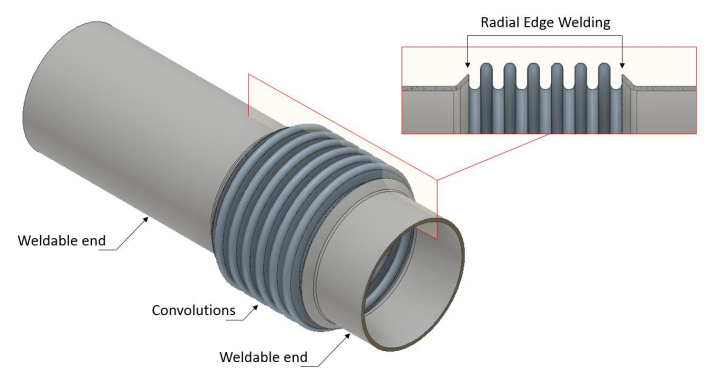 Radial Edge Welding
Weldable end
Convolutions
Weldable end